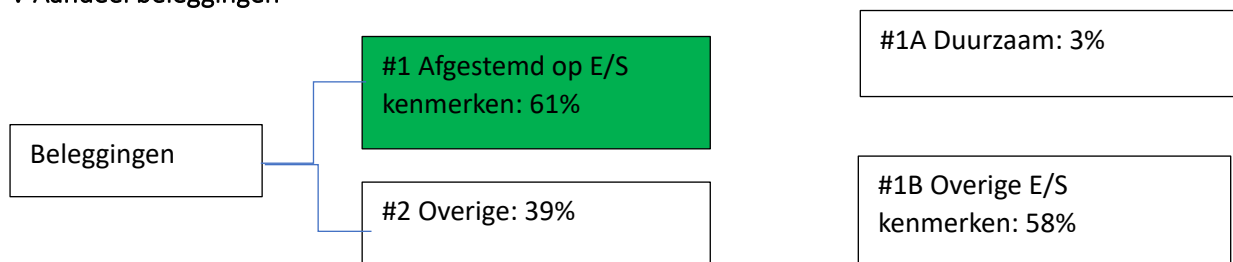 Aandeel beleggingen
#1 Afgestemd op E/S
kenmerken: 61%
#1A Duurzaam: 3%
Beleggingen
#2 Overige: 39%
#1B Overige E/S
kenmerken: 58%